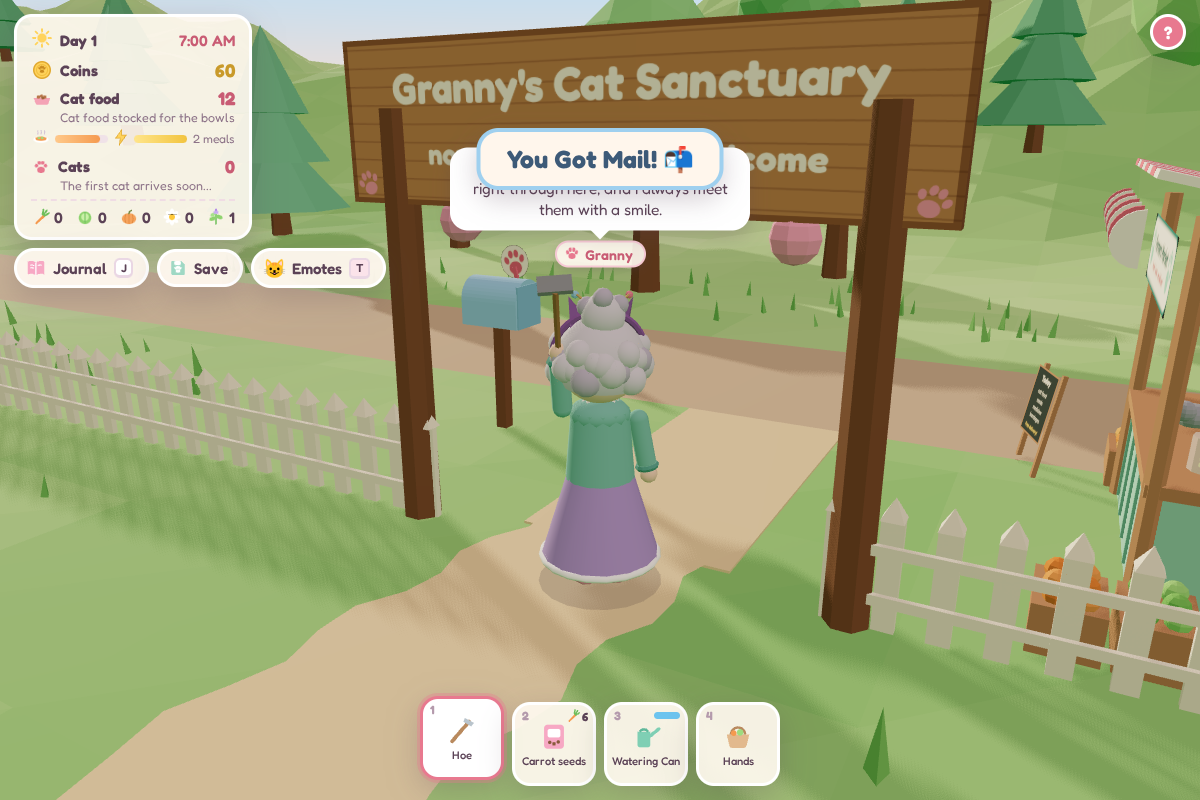 Day 1
7:00 AM
Coins
60
Cat food
12
Cat food stocked for the bowls
2 meals
Cats
0
The first cat arrives soon...
0
0
0
0
1
Journal
J
Save
Emotes
T
?
Granny's Cat Sanctuary
You Got Mail!
right through here, and I always meet
them with a smile.
Granny
1
Hoe
2
6
Carrot seeds
3
Watering Can
4
Hands